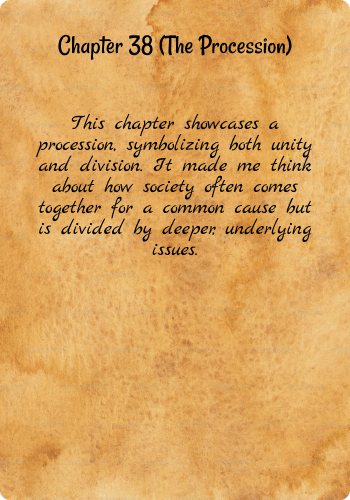 Chapter 38 (The Procession)
This chapter showcases a
procession, symbolizing both unity
and division. It made me think
about how society often comes
together for a common cause but
is divided by deeper, underlying
issues.